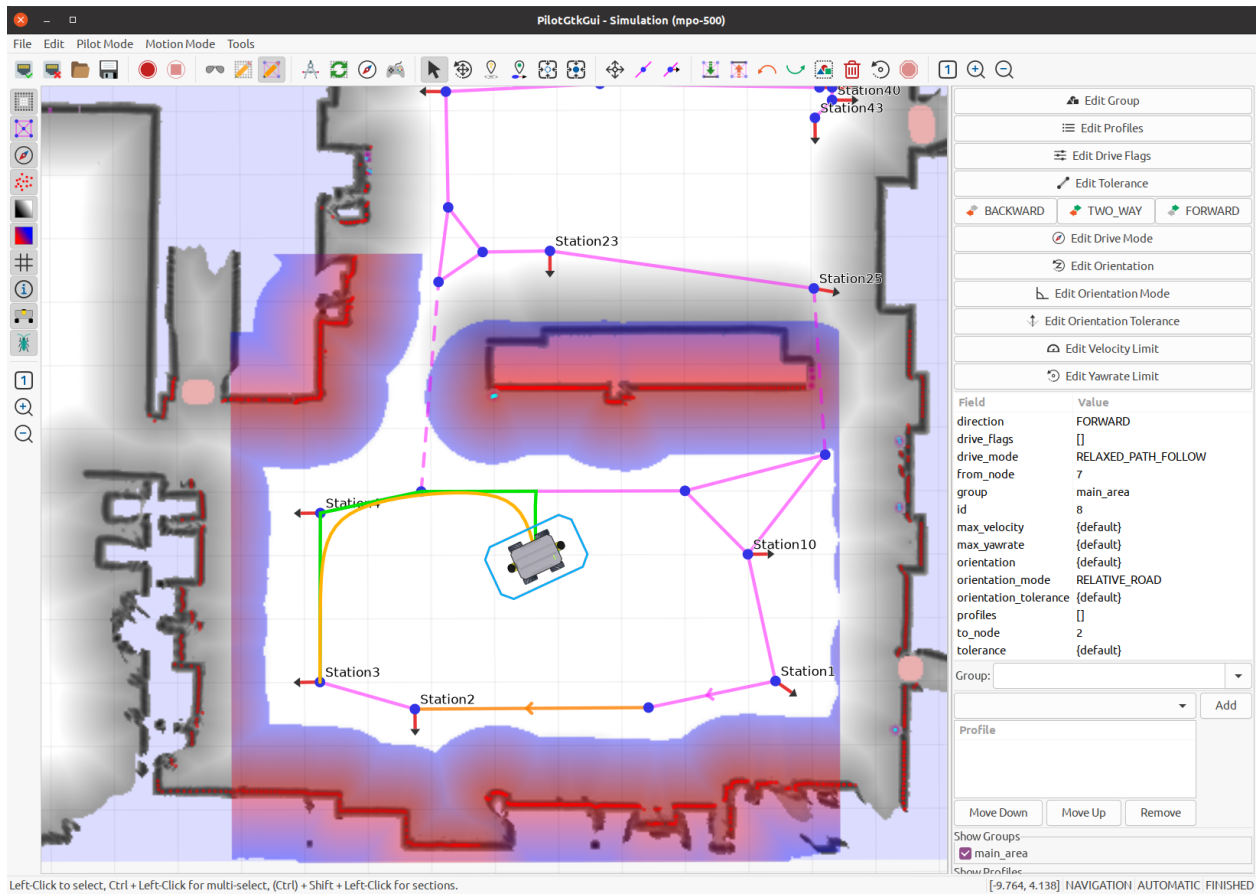 PilotGtkGui - Simulation (mpo-500)
File Edit Pilot Mode Motion Mode Tools
1
1
Station40
Station43
Station23
Station25
Station10
Station3
Station2
Station1
Edit Group
Edit Profiles
Edit Drive Flags
Edit Tolerance
BACKWARD TWO_WAY FORWARD
Edit Drive Mode
Edit Orientation
Edit Orientation Mode
Edit Orientation Tolerance
Edit Velocity Limit
Edit Yawrate Limit
Field Value
direction FORWARD
drive_flags []
drive_mode RELAXED_PATH_FOLLOW
from_node 7
group main_area
id 8
max_velocity {default}
max_yawrate {default}
orientation {default}
orientation_mode RELATIVE_ROAD
orientation_tolerance {default}
profiles []
to_node 2
tolerance {default}
Group:
Add
Profile
Move Down Move Up Remove
Show Groups
main_area
Show Profiles
Left-Click to select, Ctrl + Left-Click for multi-select, (Ctrl) + Shift + Left-Click for sections.
[-9.764, 4.138] NAVIGATION AUTOMATIC FINISHED